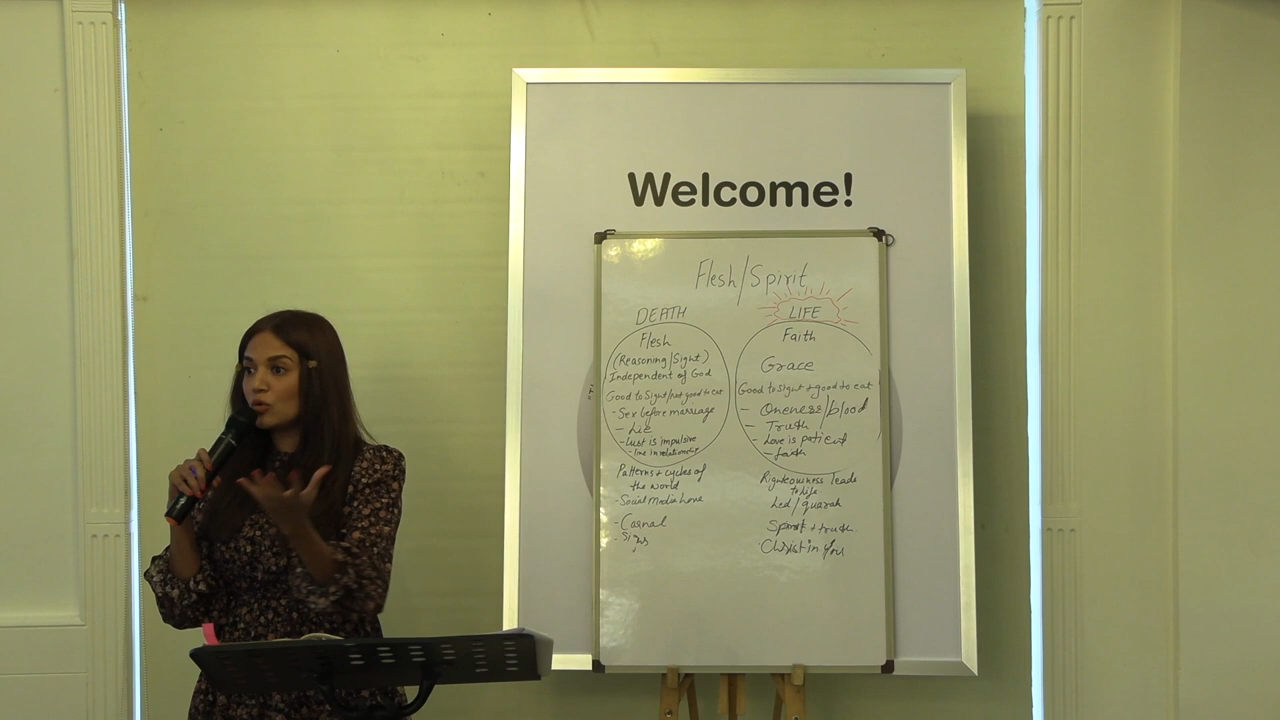 Welcome!
Flesh/Spirit
DEATH
Flesh
(Reasoning/Sight)
Independent of God
Good to Sight/not good to eat
- Sex before marriage
- Lie
- Lust is impulsive
- in relationship
Patterns + cycles of
the world
- Social Media Love
- Carnal
LIFE
Faith
Grace
Good to sight + good to eat
- Oneness/blood
- Truth
- Love is patient
- faith
Righteousness leads
to life
Led/
Spirit + truth
Christ in you